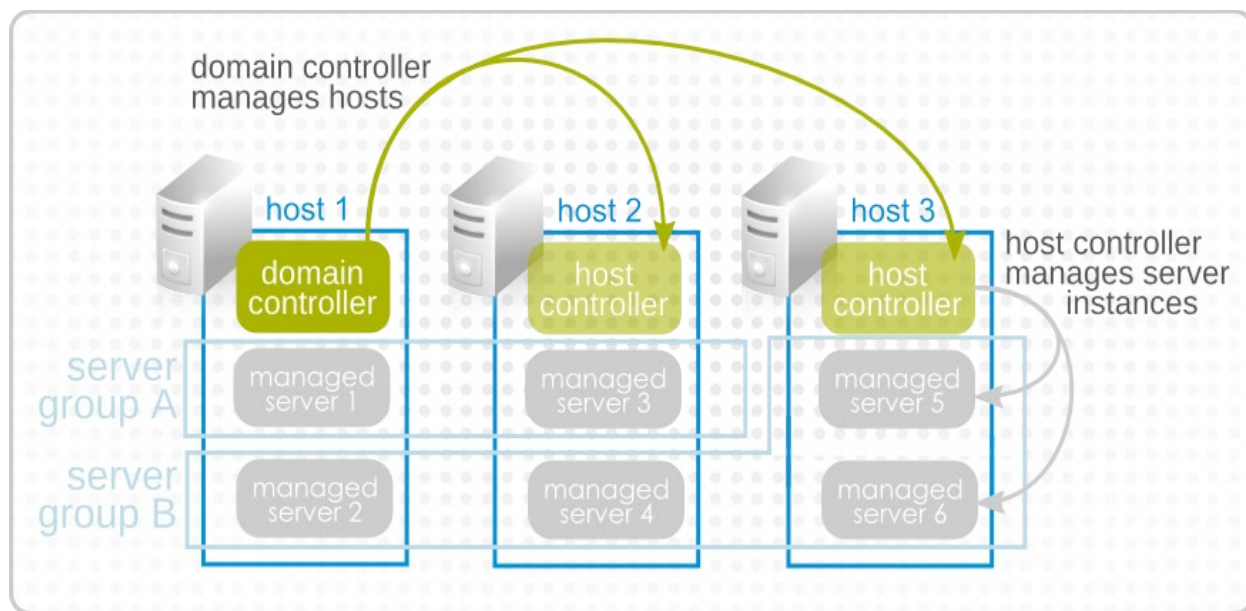 domain controller
manages hosts
host 1
host 2
host 3
domain
controller
host
controller
host
controller
host controller
manages server
instances
server
group A
managed
server 1
managed
server 3
managed
server 5
server
group B
managed
server 2
managed
server 4
managed
server 6